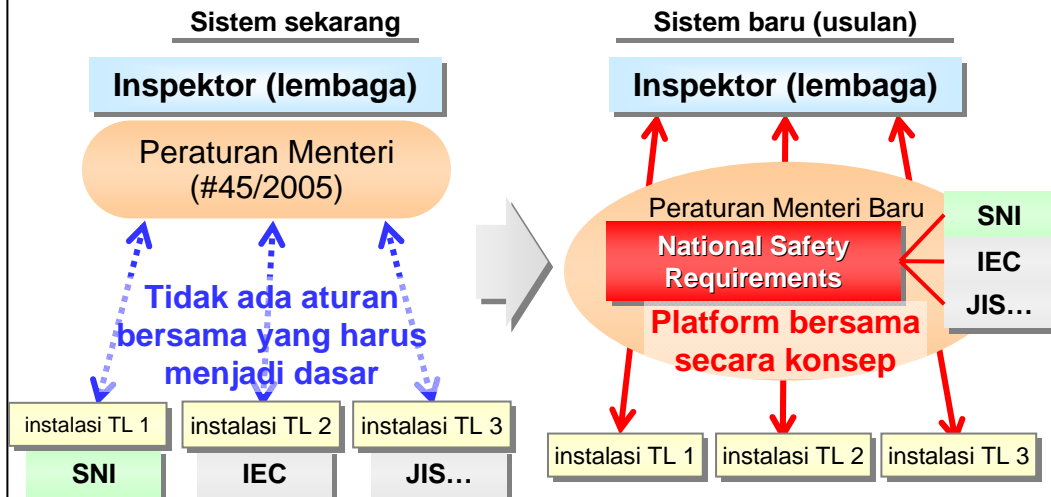 Sistem sekarang
Inspektor (lembaga)
Peraturan Menteri
(#45/2005)
Tidak ada aturan
bersama yang harus
menjadi dasar
instalasi TL 1
instalasi TL 2
instalasi TL 3
SNI
IEC
JIS…
Sistem baru (usulan)
Inspektor (lembaga)
Peraturan Menteri Baru
National Safety
Requirements
SNI
IEC
JIS…
Platform bersama
secara konsep
instalasi TL 1
instalasi TL 2
instalasi TL 3